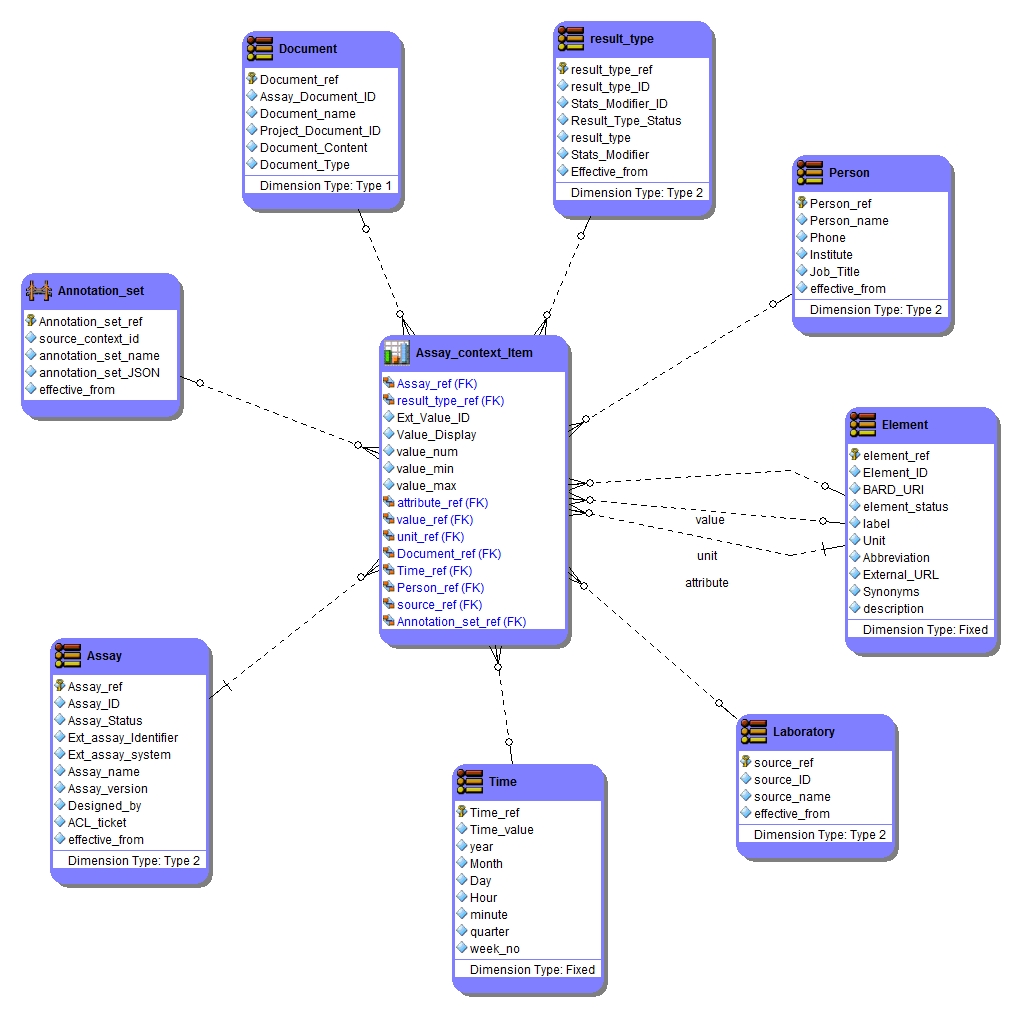 Document
Document_ref
Assay_Document_ID
Document_name
Project_Document_ID
Document_Content
Document_Type
Dimension Type: Type 1
result_type
result_type_ref
result_type_ID
Stats_Modifier_ID
Result_Type_Status
result_type
Stats_Modifier
Effective_from
Dimension Type: Type 2
Person
Person_ref
Person_name
Phone
Institute
Job_Title
effective_from
Dimension Type: Type 2
Annotation_set
Annotation_set_ref
source_context_id
annotation_set_name
annotation_set_JSON
effective_from
Assay_context_Item
Assay_ref (FK)
result_type_ref (FK)
Ext_Value_ID
Value_Display
value_num
value_min
value_max
attribute_ref (FK)
value_ref (FK)
unit_ref (FK)
Document_ref (FK)
Time_ref (FK)
Person_ref (FK)
source_ref (FK)
Annotation_set_ref (FK)
Element
element_ref
Element_ID
BARD_URI
element_status
label
Unit
Abbreviation
External_URL
Synonyms
description
Dimension Type: Fixed
value
unit
attribute
Assay
Assay_ref
Assay_ID
Assay_Status
Ext_assay_Identifier
Ext_assay_system
Assay_name
Assay_version
Designed_by
ACL_ticket
effective_from
Dimension Type: Type 2
Laboratory
source_ref
source_ID
source_name
effective_from
Dimension Type: Type 2
Time
Time_ref
Time_value
year
Month
Day
Hour
minute
quarter
week_no
Dimension Type: Fixed